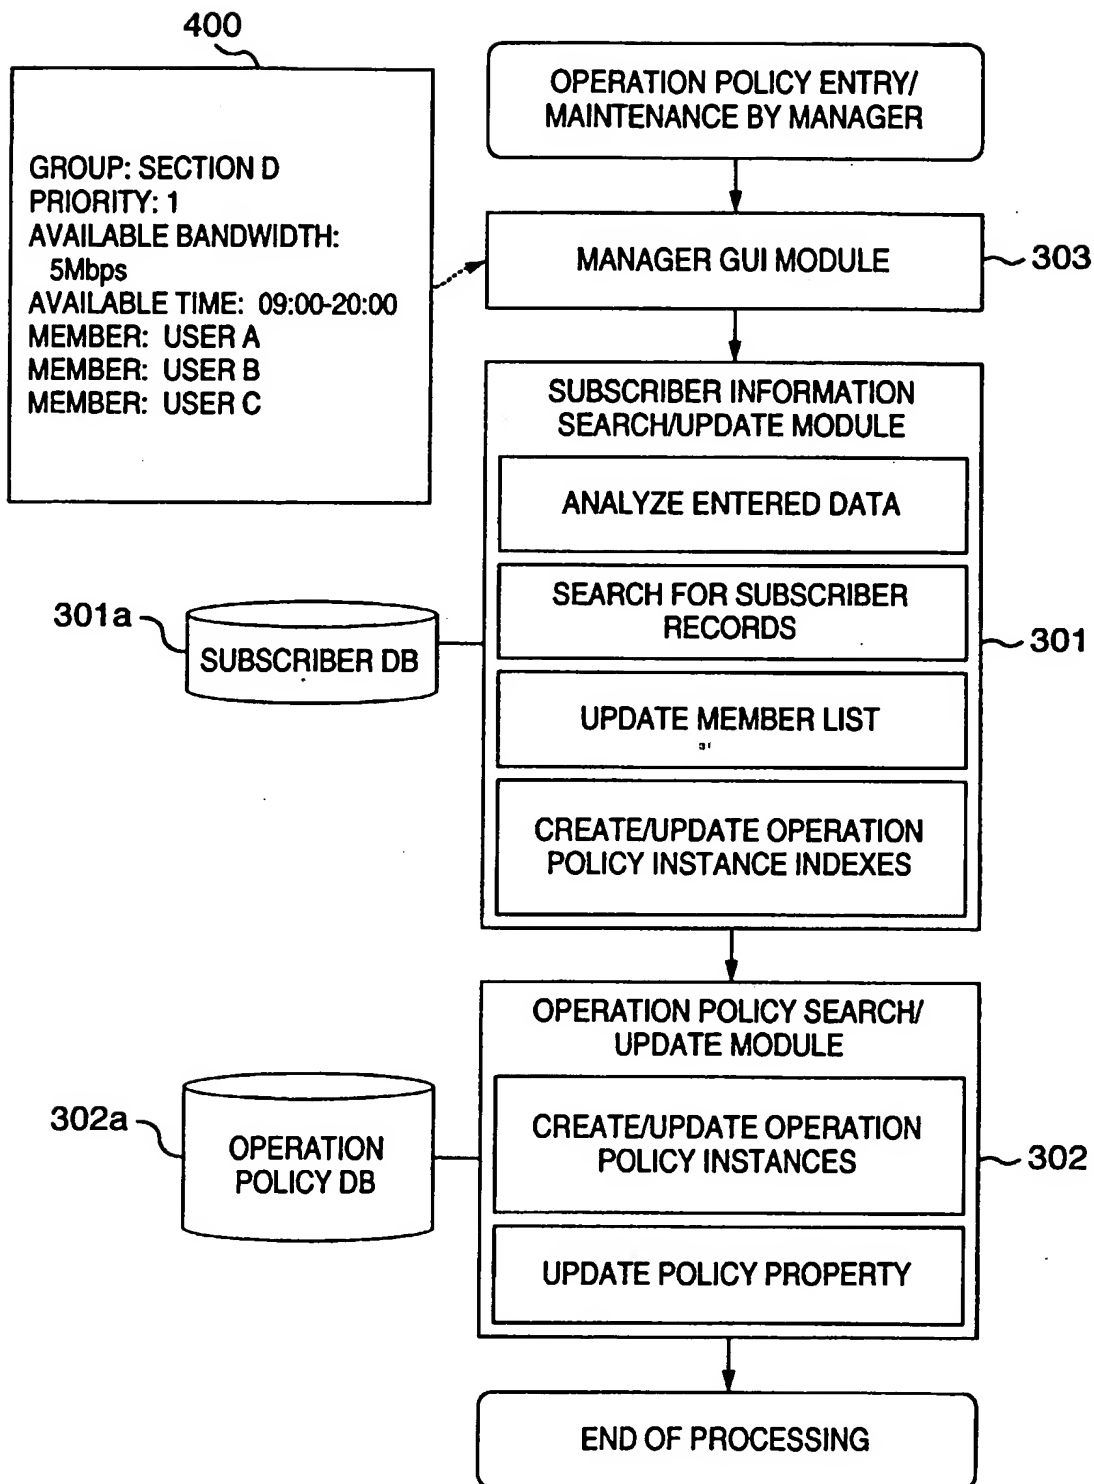 400
GROUP: SECTION D
PRIORITY: 1
AVAILABLE BANDWIDTH:
5Mbps
AVAILABLE TIME: 09:00-20:00
MEMBER: USER A
MEMBER: USER B
MEMBER: USER C
OPERATION POLICY ENTRY/
MAINTENANCE BY MANAGER
MANAGER GUI MODULE
303
SUBSCRIBER INFORMATION
SEARCH/UPDATE MODULE
ANALYZE ENTERED DATA
SEARCH FOR SUBSCRIBER
RECORDS
UPDATE MEMBER LIST
CREATE/UPDATE OPERATION
POLICY INSTANCE INDEXES
301
301a
SUBSCRIBER DB
OPERATION POLICY SEARCH/
UPDATE MODULE
CREATE/UPDATE OPERATION
POLICY INSTANCES
UPDATE POLICY PROPERTY
302
302a
OPERATION
POLICY DB
END OF PROCESSING